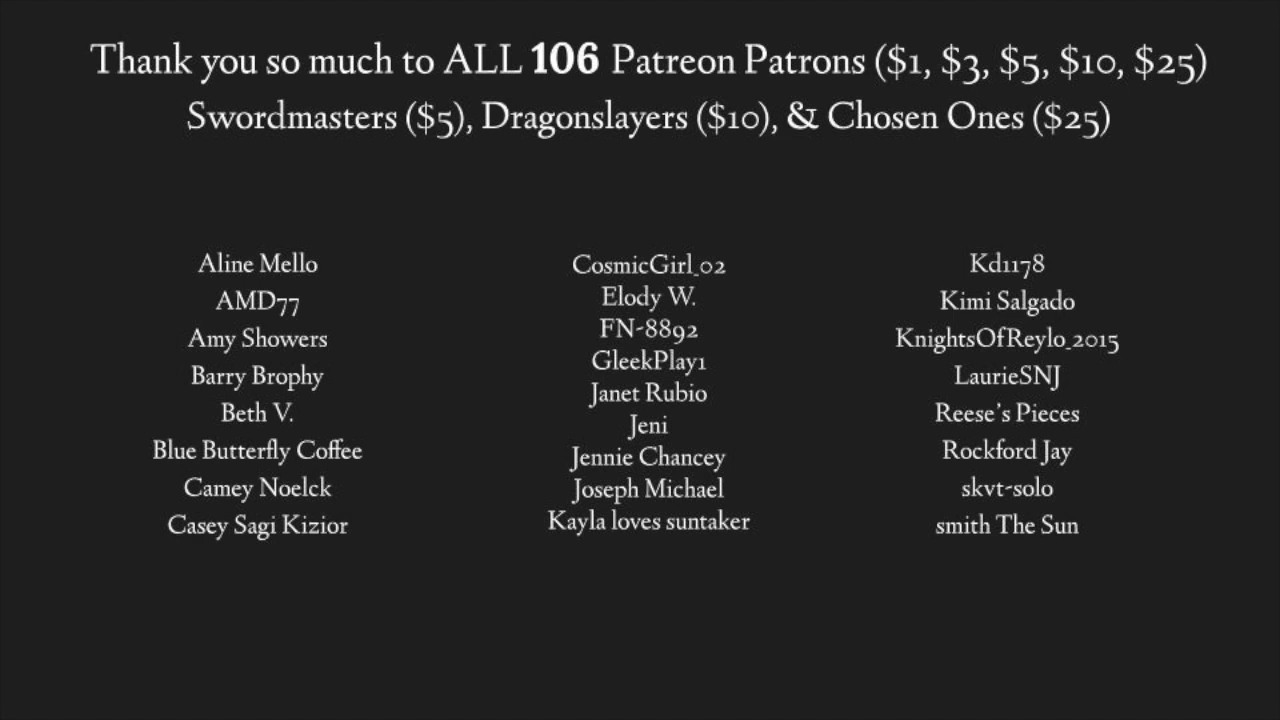 Thank you so much to ALL 106 Patreon Patrons ($1, $3, $5, $10, $25)
Swordmasters ($5), Dragonslayers ($10), & Chosen Ones ($25)
Aline Mello
AMD77
Amy Showers
Barry Brophy
Beth V.
Blue Butterfly Coffee
Camey Noelck
Casey Sagi Kizior
CosmicGirl_02
Elody W.
FN-8892
GleekPlay1
Janet Rubio
Jeni
Jennie Chancey
Joseph Michael
Kayla loves suntaker
Kd1178
Kimi Salgado
KnightsOfReylo_2015
LaurieSNJ
Reese's Pieces
Rockford Jay
skvt-solo
smith The Sun